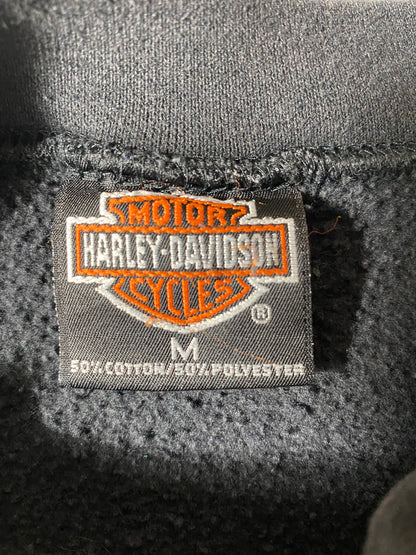 MOTOR
HARLEY-DAVIDSON
CYCLES
®
M
50% COTTON/50% POLYESTER